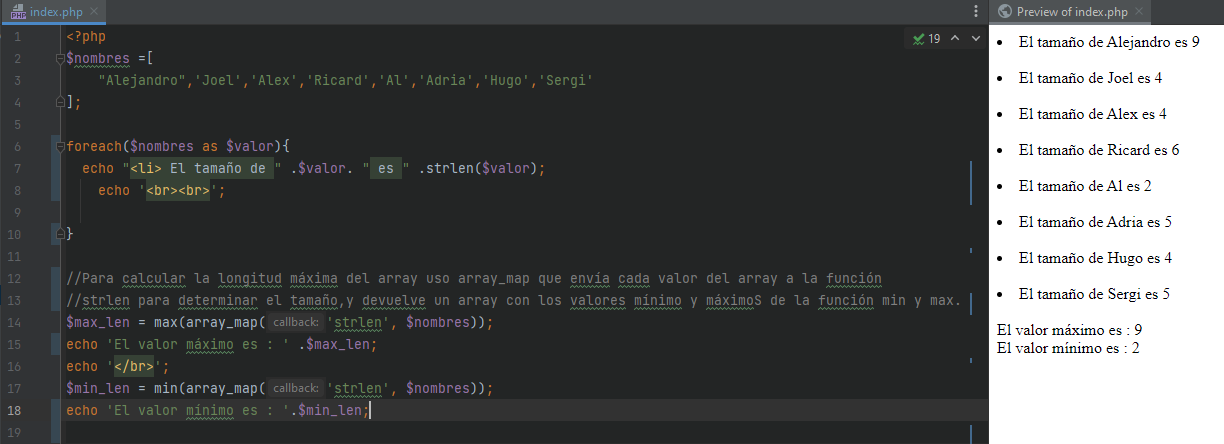 index.php
Preview of index.php
19
1 <?php
2 $nombres =[
3 "Alejandro",'Joel','Alex','Ricard','Al','Adria','Hugo','Sergi'
4 ];
5
6 foreach($nombres as $valor){
7 echo "<li> El tamaño de " .$valor. " es " .strlen($valor);
8 echo '<br><br>';
9
10 }
11
12 //Para calcular la longitud máxima del array uso array_map que envía cada valor del array a la función
13 //strlen para determinar el tamaño,y devuelve un array con los valores mínimo y máximoS de la función min y max.
14 $max_len = max(array_map( callback: 'strlen', $nombres));
15 echo 'El valor máximo es : ' .$max_len;
16 echo '</br>';
17 $min_len = min(array_map( callback: 'strlen', $nombres));
18 echo 'El valor mínimo es : '.$min_len;
19
• El tamaño de Alejandro es 9
• El tamaño de Joel es 4
• El tamaño de Alex es 4
• El tamaño de Ricard es 6
• El tamaño de Al es 2
• El tamaño de Adria es 5
• El tamaño de Hugo es 4
• El tamaño de Sergi es 5
El valor máximo es : 9
El valor mínimo es : 2